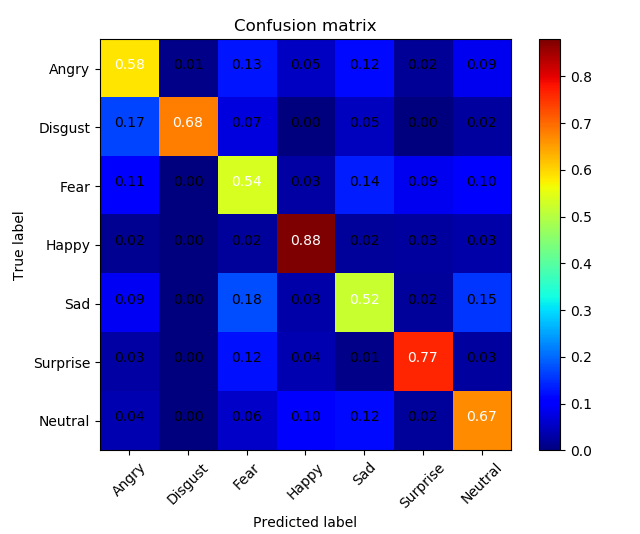 Confusion matrix
Angry 0.58 0.01 0.13 0.05 0.12 0.02 0.09
Disgust 0.17 0.68 0.07 0.00 0.05 0.00 0.02
Fear 0.11 0.00 0.54 0.03 0.14 0.09 0.10
Happy 0.02 0.00 0.02 0.88 0.02 0.03 0.03
Sad 0.09 0.00 0.18 0.03 0.52 0.02 0.15
Surprise 0.03 0.00 0.12 0.04 0.01 0.77 0.03
Neutral 0.04 0.00 0.06 0.10 0.12 0.02 0.67
Angry Disgust Fear Happy Sad Surprise Neutral
Predicted label
True label
0.8
0.7
0.6
0.5
0.4
0.3
0.2
0.1
0.0